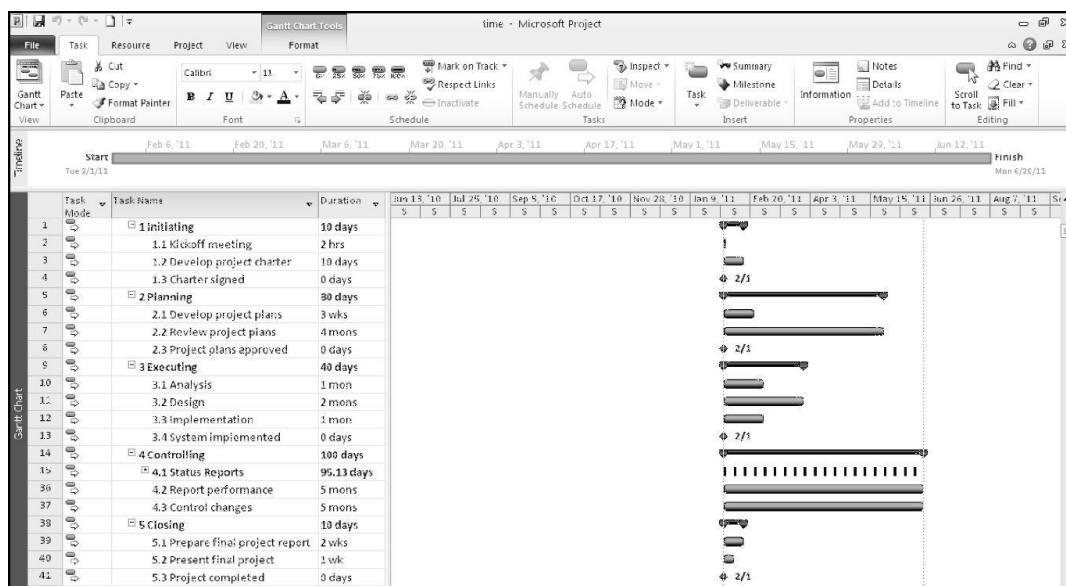 Gantt Chart Tools
time - Microsoft Project
File Task Resource Project View Format
Cut
Copy
Format Painter
Paste
Gantt Chart
Calibri 11
B I U A
0% 25% 50% 75% 100%
Mark on Track
Respect Links
Inactivate
Manually Schedule
Auto Schedule
Inspect
Move
Mode
Task
Summary
Milestone
Deliverable
Information
Notes
Details
Add to Timeline
Scroll to Task
Find
Clear
Fill
View Clipboard Font Schedule Tasks Insert Properties Editing
Timeline
Feb 6, '11 Feb 20, '11 Mar 6, '11 Mar 20, '11 Apr 3, '11 Apr 17, '11 May 1, '11 May 15, '11 May 29, '11 Jun 12, '11
Start Finish
Tue 2/1/11 Mon 6/20/11
Task Mode Task Name Duration Jun 13, '10 Jul 25, '10 Sep 5, '10 Oct 17, '10 Nov 28, '10 Jan 9, '11 Feb 20, '11 Apr 3, '11 May 15, '11 Jun 26, '11 Aug 7, '11
S S S S S S S S S S S S S S S S S S S S S S
Gantt Chart
1 1 Initiating 10 days
2 1.1 Kickoff meeting 2 hrs
3 1.2 Develop project charter 10 days
4 1.3 Charter signed 0 days 2/1
5 2 Planning 80 days
6 2.1 Develop project plans 3 wks
7 2.2 Review project plans 4 mons
8 2.3 Project plans approved 0 days 2/1
9 3 Executing 40 days
10 3.1 Analysis 1 mon
11 3.2 Design 2 mons
12 3.3 Implementation 1 mon
13 3.4 System implemented 0 days 2/1
14 4 Controlling 100 days
15 4.1 Status Reports 95.13 days
36 4.2 Report performance 5 mons
37 4.3 Control changes 5 mons
38 5 Closing 10 days
39 5.1 Prepare final project report 2 wks
40 5.2 Present final project 1 wk
41 5.3 Project completed 0 days 2/1